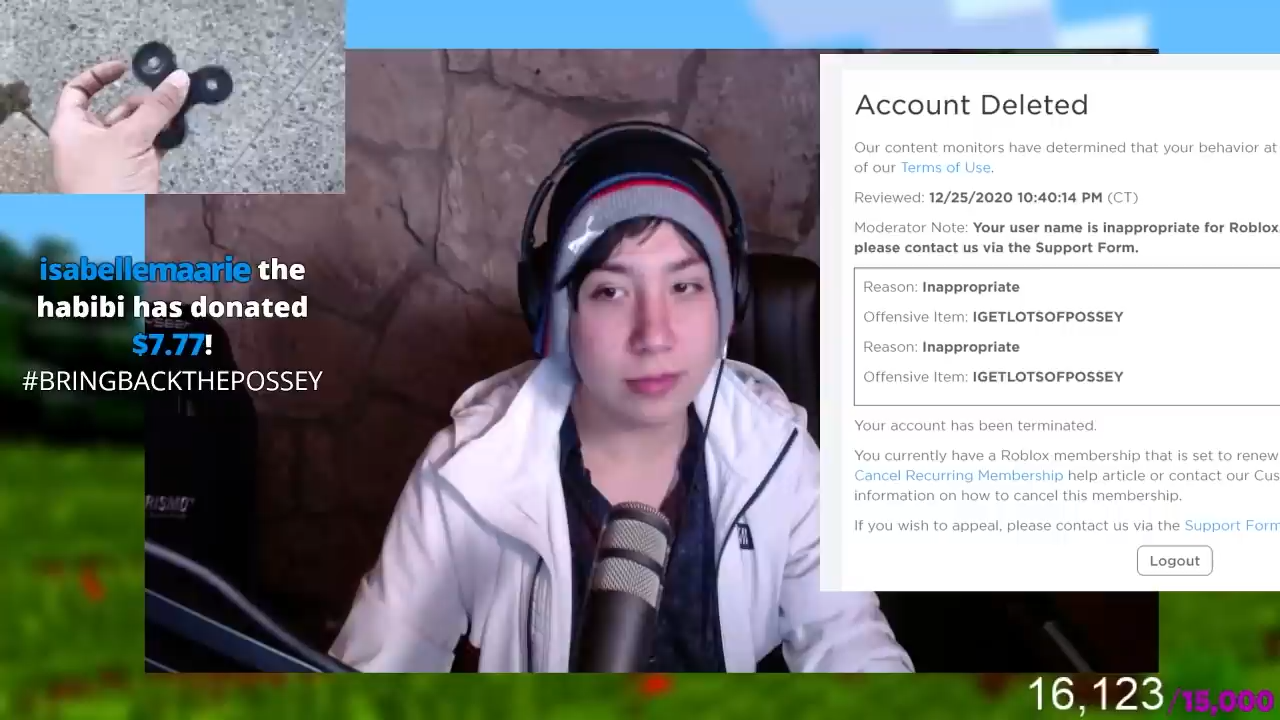 isabellemaarie the
habibi has donated
$7.77!
#BRINGBACKTHEPOSSEY
RISMO
Account Deleted
Our content monitors have determined that your behavior at
of our Terms of Use.
Reviewed: 12/25/2020 10:40:14 PM (CT)
Moderator Note: Your user name is inappropriate for Roblox.
please contact us via the Support Form.
Reason: Inappropriate
Offensive Item: IGETLOTSOFPOSSEY
Reason: Inappropriate
Offensive Item: IGETLOTSOFPOSSEY
Your account has been terminated.
You currently have a Roblox membership that is set to renew
Cancel Recurring Membership help article or contact our Cus
information on how to cancel this membership.
If you wish to appeal, please contact us via the Support Form
Logout
16,123/15,000